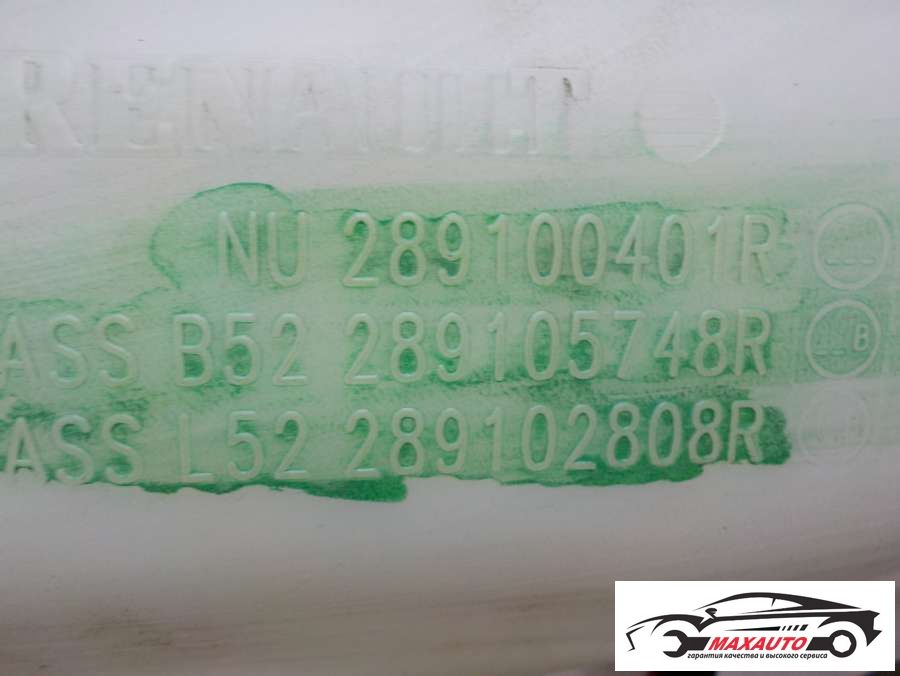 RENAULT
NU 289100401R
ASS B52 289105748R
B
ASS L52 289102808R
MAXAUTO
гарантия качества и высокого сервиса